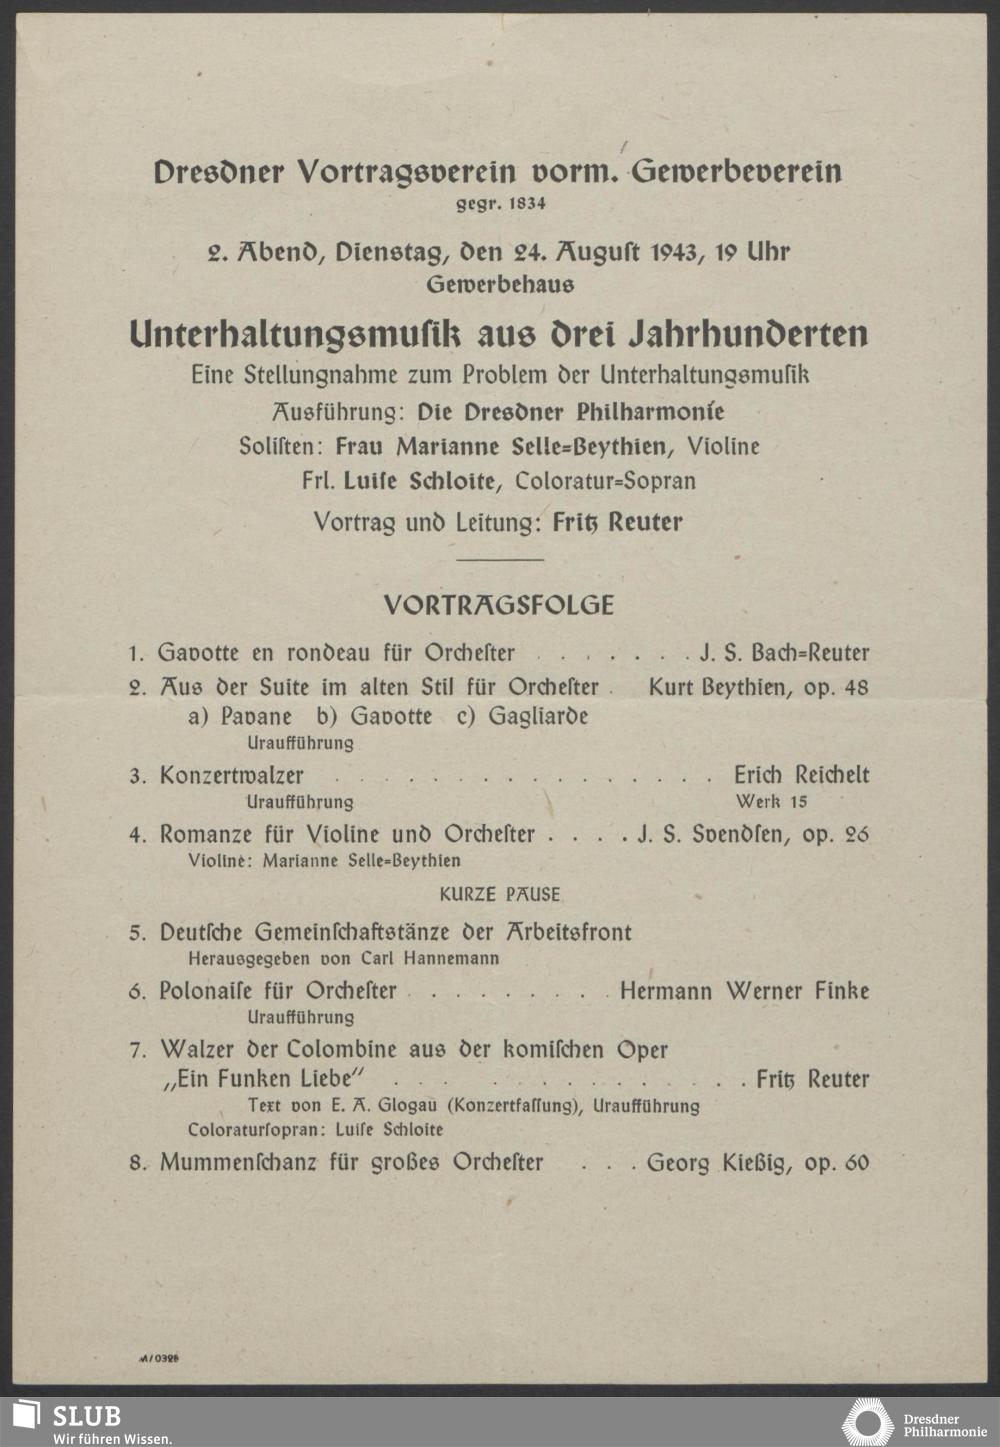 Dresdner Vortragsverein vorm. Gewerbeverein
gegr. 1834
2. Abend, Dienstag, den 24. Auguſt 1943, 19 Uhr
Gewerbehaus
Unterhaltungsmuſik aus drei Jahrhunderten
Eine Stellungnahme zum Problem der Unterhaltungsmuſik
Ausführung: Die Dresdner Philharmonie
Soliſten: Frau Marianne Selle=Beythien, Violine
Frl. Luiſe Schloite, Coloratur=Sopran
Vortrag und Leitung: Fritz Reuter
VORTRAGSFOLGE
1. Gavotte en rondeau für Orcheſter . . . . . . . J. S. Bach=Reuter
2. Aus der Suite im alten Stil für Orcheſter . Kurt Beythien, op. 48
a) Pavane b) Gavotte c) Gagliarde
Uraufführung
3. Konzertwalzer . . . . . . . . . . . . . . . . Erich Reichelt
Uraufführung Werk 15
4. Romanze für Violine und Orcheſter . . . . J. S. Svendſen, op. 26
Violine: Marianne Selle=Beythien
KURZE PAUSE
5. Deutſche Gemeinſchaftstänze der Arbeitsfront
Herausgegeben von Carl Hannemann
6. Polonaiſe für Orcheſter . . . . . . . . . Hermann Werner Finke
Uraufführung
7. Walzer der Colombine aus der komiſchen Oper
„Ein Funken Liebe“ . . . . . . . . . . . . . . Fritz Reuter
Text von E. A. Glogau (Konzertfaſſung), Uraufführung
Coloraturſopran: Luiſe Schloite
8. Mummenſchanz für großes Orcheſter . . . Georg Kießig, op. 60
SLUB
Wir führen Wissen.
Dresdner
Philharmonie